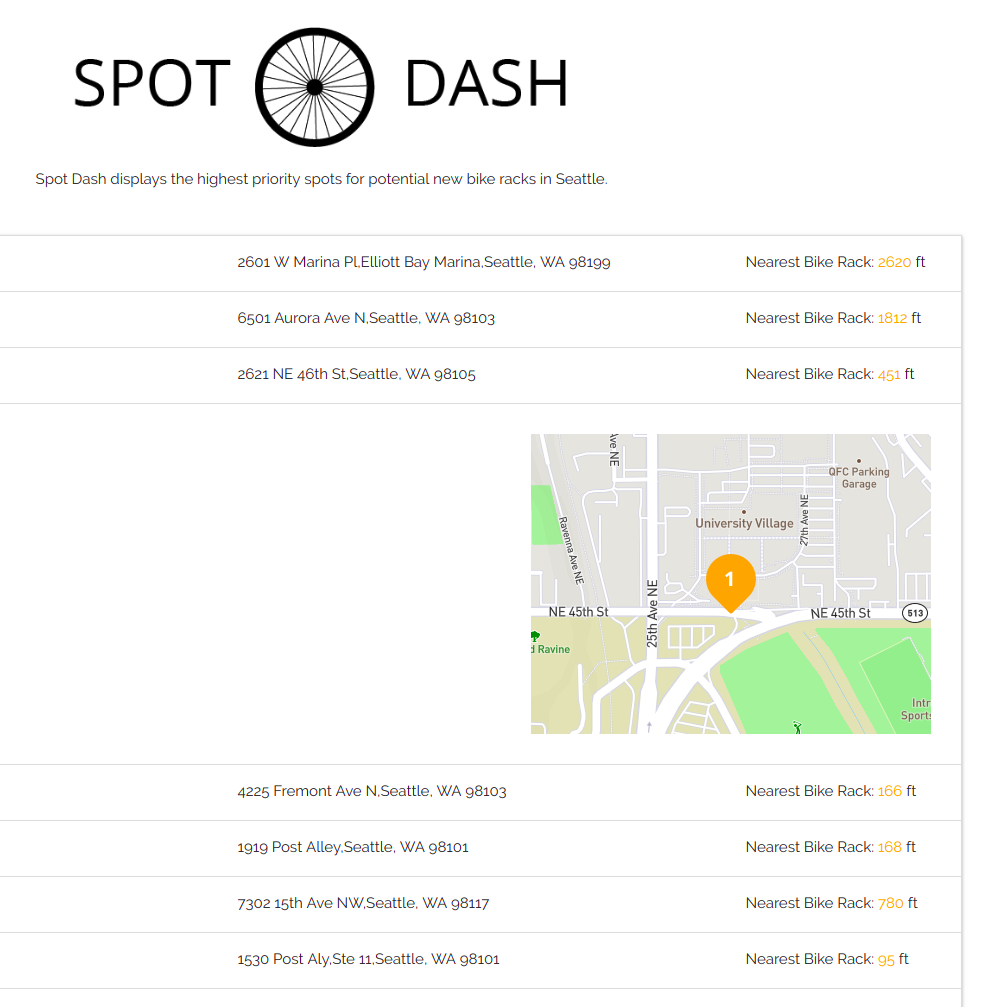 SPOT DASH
Spot Dash displays the highest priority spots for potential new bike racks in Seattle.
2601 W Marina Pl,Elliott Bay Marina,Seattle, WA 98199 Nearest Bike Rack: 2620 ft
6501 Aurora Ave N,Seattle, WA 98103 Nearest Bike Rack: 1812 ft
2621 NE 46th St,Seattle, WA 98105 Nearest Bike Rack: 451 ft
Ave NE
QFC Parking
Garage
University Village
27th Ave NE
Ravenna Ave NE
1
NE 45th St
25th Ave NE
NE 45th St
513
d Ravine
Intr
Sports
4225 Fremont Ave N,Seattle, WA 98103 Nearest Bike Rack: 166 ft
1919 Post Alley,Seattle, WA 98101 Nearest Bike Rack: 168 ft
7302 15th Ave NW,Seattle, WA 98117 Nearest Bike Rack: 780 ft
1530 Post Aly,Ste 11,Seattle, WA 98101 Nearest Bike Rack: 95 ft